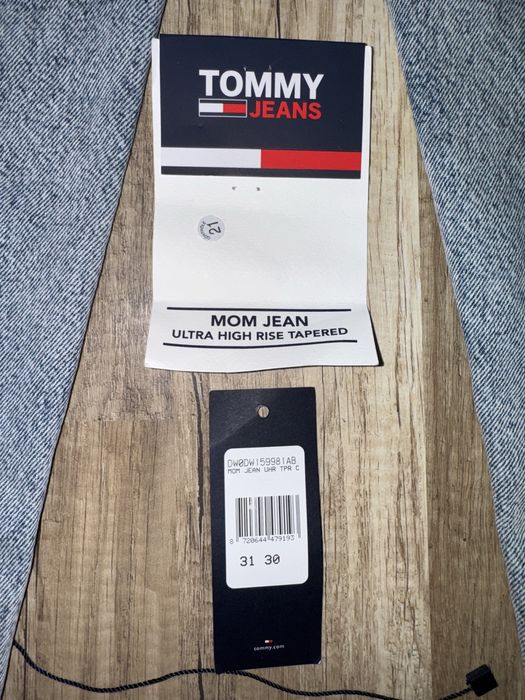 TOMMY
JEANS
21
MOM JEAN
ULTRA HIGH RISE TAPERED
DW0DW159981AB
MOM JEAN UHR TPR C
8 720644 479193
31 30
tommy.com